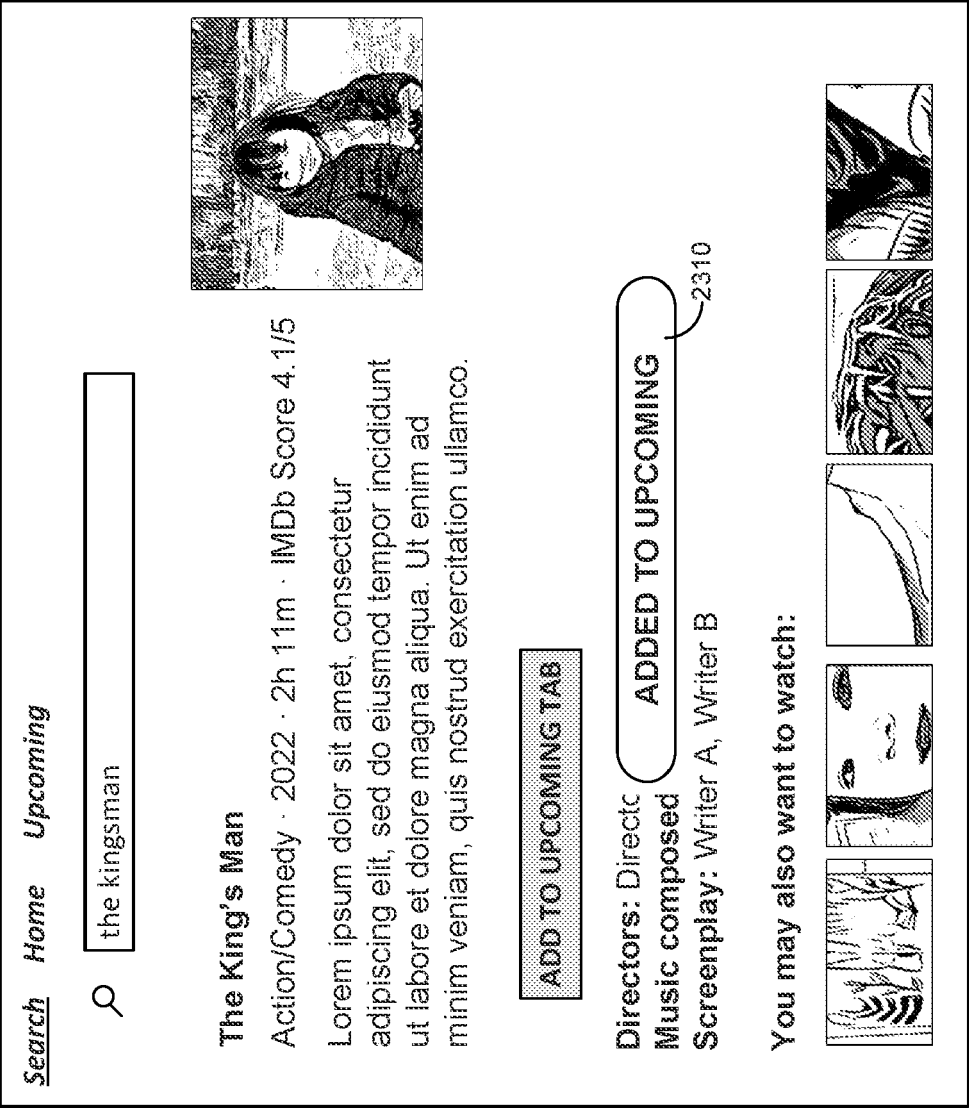 Search Home Upcoming
the kingsman
The King's Man
Action/Comedy · 2022 · 2h 11m · IMDb Score 4.1/5
Lorem ipsum dolor sit amet, consectetur
adipiscing elit, sed do eiusmod tempor incididunt
ut labore et dolore magna aliqua. Ut enim ad
minim veniam, quis nostrud exercitation ullamco.
ADD TO UPCOMING TAB
Directors: Directo
ADDED TO UPCOMING
2310
Music composed
Screenplay: Writer A, Writer B
You may also want to watch: